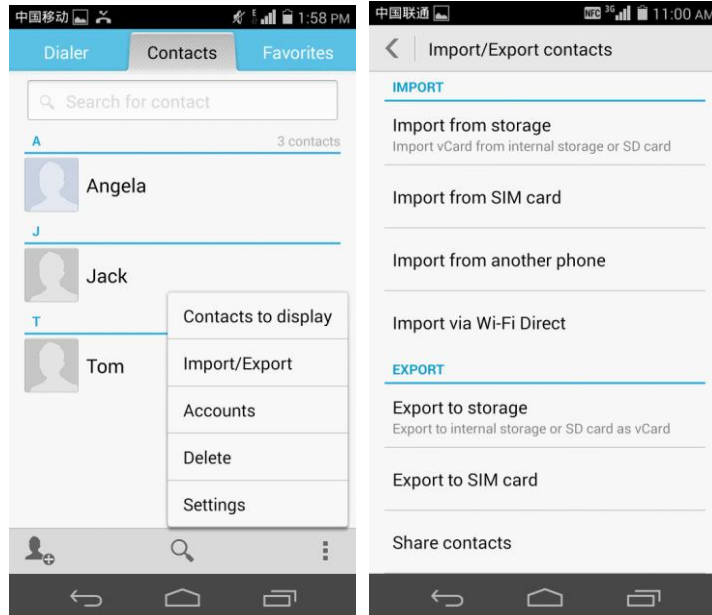 中国移动
1:58 PM
Dialer
Contacts
Favorites
Search for contact
A
3 contacts
Angela
J
Jack
T
Tom
Contacts to display
Import/Export
Accounts
Delete
Settings
中国联通
NFC 3G 11:00 AM
Import/Export contacts
IMPORT
Import from storage
Import vCard from internal storage or SD card
Import from SIM card
Import from another phone
Import via Wi-Fi Direct
EXPORT
Export to storage
Export to internal storage or SD card as vCard
Export to SIM card
Share contacts